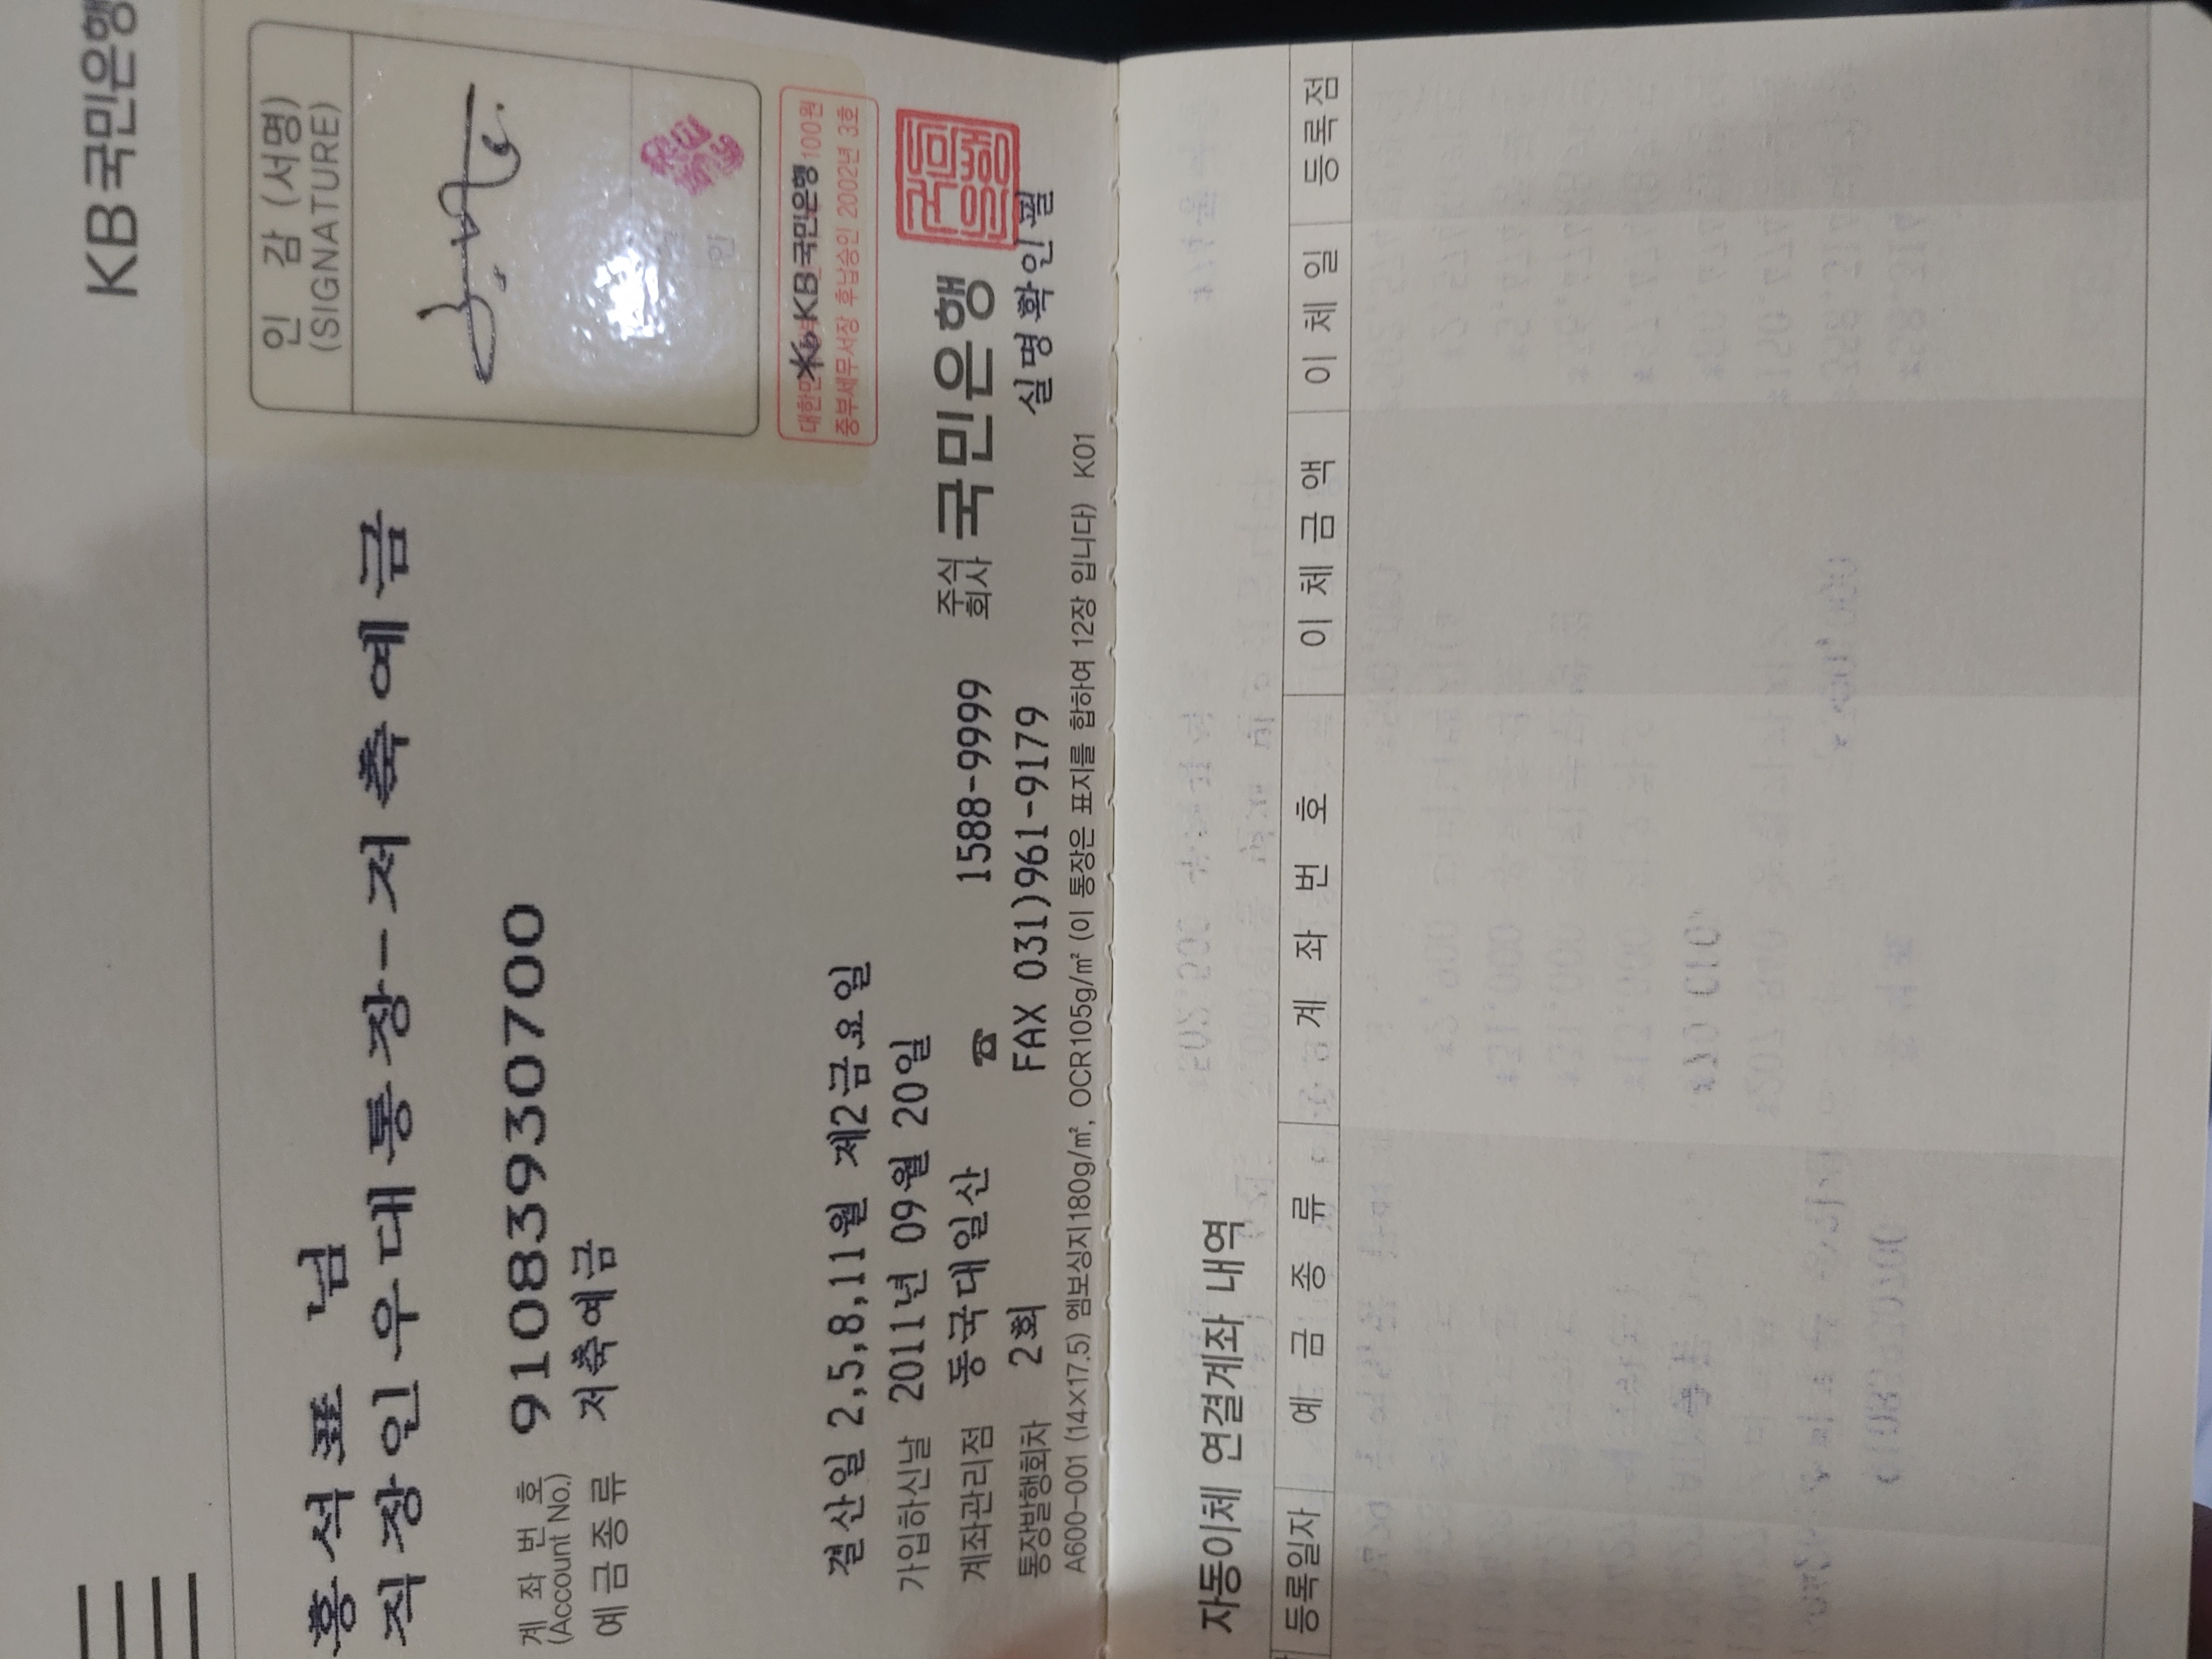 KB국민은행
인 감 (서명)
(SIGNATURE)
홍석표 님
직장인우대통장-저축예금
계 좌 번 호 91083930700
(Account No.)
예금종류 저축예금
KB국민은행 100원
중부세무서장 후납승인 2002년 3호
결산일 2,5,8,11월 제2금요일
가입하신날 2011년 09월 20일
계좌관리점 동국대일산 ☎ 1588-9999 주식회사 국민은행
통장발행회차 2회 FAX 031)961-9179 실명확인필
A600-001 (14×17.5) 엠보싱지180g/㎡, OCR105g/㎡ (이 통장은 표지를 합하여 12장 입니다) K01
자동이체 연결계좌 내역
등록일자 예 금 종 류 계 좌 번 호 이 체 금 액 이 체 일 등록점